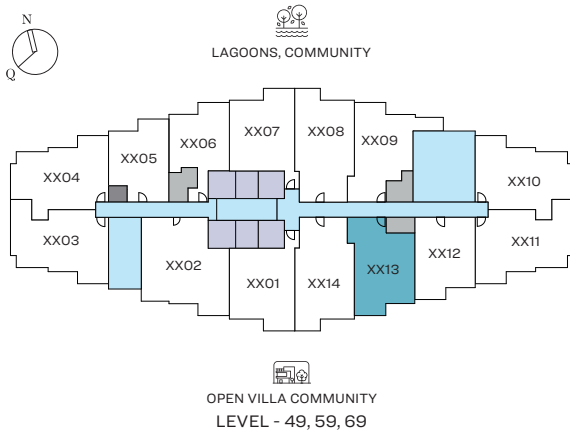 N
Q
LAGOONS, COMMUNITY
XX07
XX08
XX06
XX09
XX05
XX04
XX10
XX03
XX11
XX02
XX12
XX13
XX01
XX14
OPEN VILLA COMMUNITY
LEVEL - 49, 59, 69